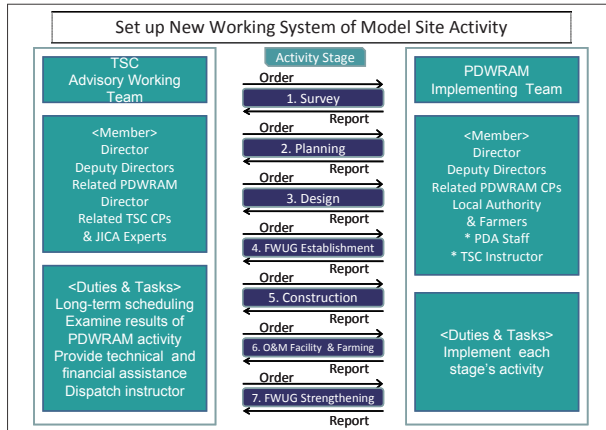 Set up New Working System of Model Site Activity
TSC
Advisory Working
Team
<Member>
Director
Deputy Directors
Related PDWRAM
Director
Related TSC CPs
& JICA Experts
<Duties & Tasks>
Long-term scheduling
Examine results of
PDWRAM activity
Provide technical and
financial assistance
Dispatch instructor
Activity Stage
Order
1. Survey
Report
Order
2. Planning
Report
Order
3. Design
Report
Order
4. FWUG Establishment
Report
Order
5. Construction
Report
Order
6. O&M Facility & Farming
Report
Order
7. FWUG Strengthening
Report
PDWRAM
Implementing Team
<Member>
Director
Deputy Directors
Related PDWRAM CPs
Local Authority
& Farmers
* PDA Staff
* TSC Instructor
<Duties & Tasks>
Implement each
stage's activity